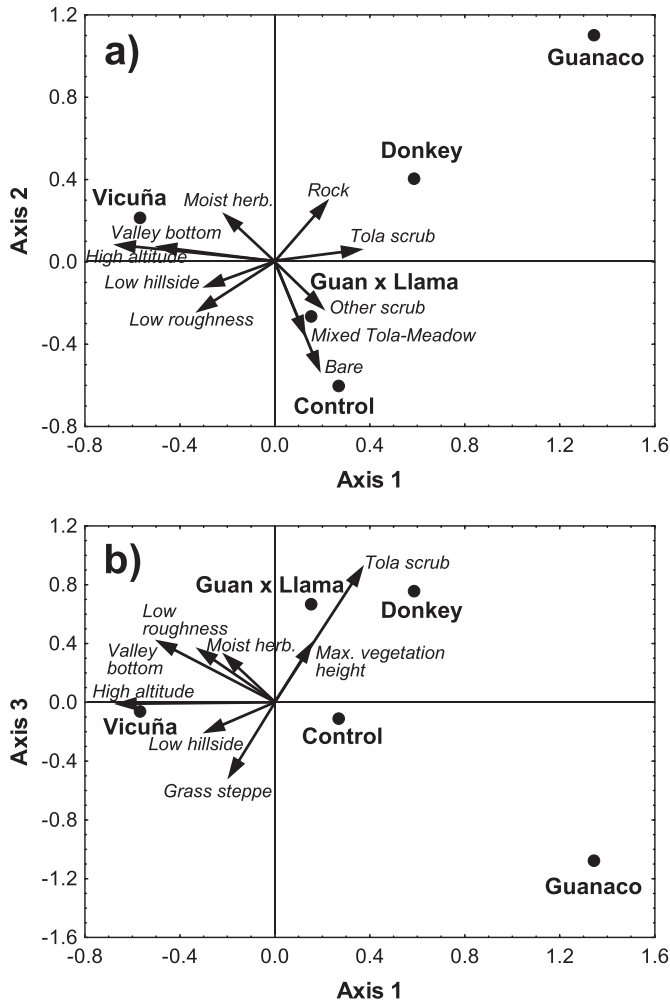 a)
1.2
0.8
0.4
0.0
-0.4
-0.8
Axis 2
Guanaco
Donkey
Vicuña
Moist herb.
Rock
Valley bottom
Tola scrub
High altitude
Low hillside
Guan x Llama
Low roughness
Other scrub
Mixed Tola-Meadow
Bare
Control
-0.8 -0.4 0.0 0.4 0.8 1.2 1.6
Axis 1
b)
1.2
0.8
0.4
0.0
-0.4
-0.8
-1.2
-1.6
Axis 3
Tola scrub
Guan x Llama
Donkey
Low
roughness
Moist herb.
Valley
bottom
Max. vegetation
height
High altitude
Vicuña
Low hillside
Control
Grass steppe
Guanaco
-0.8 -0.4 0.0 0.4 0.8 1.2 1.6
Axis 1